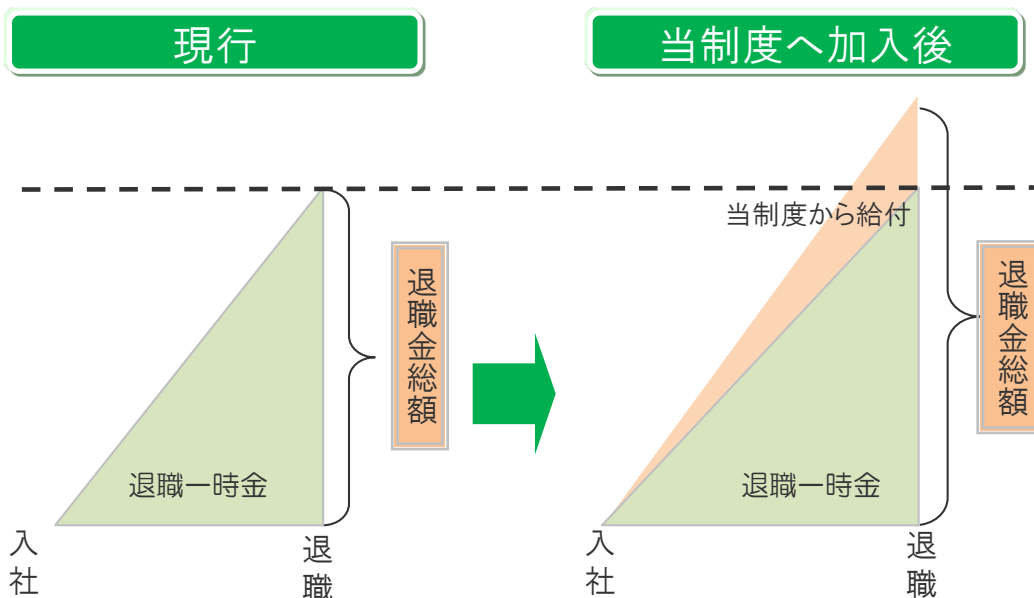 現行
当制度へ加入後
当制度から給付
退職金総額
退職金総額
退職一時金
退職一時金
入社
退職
入社
退職